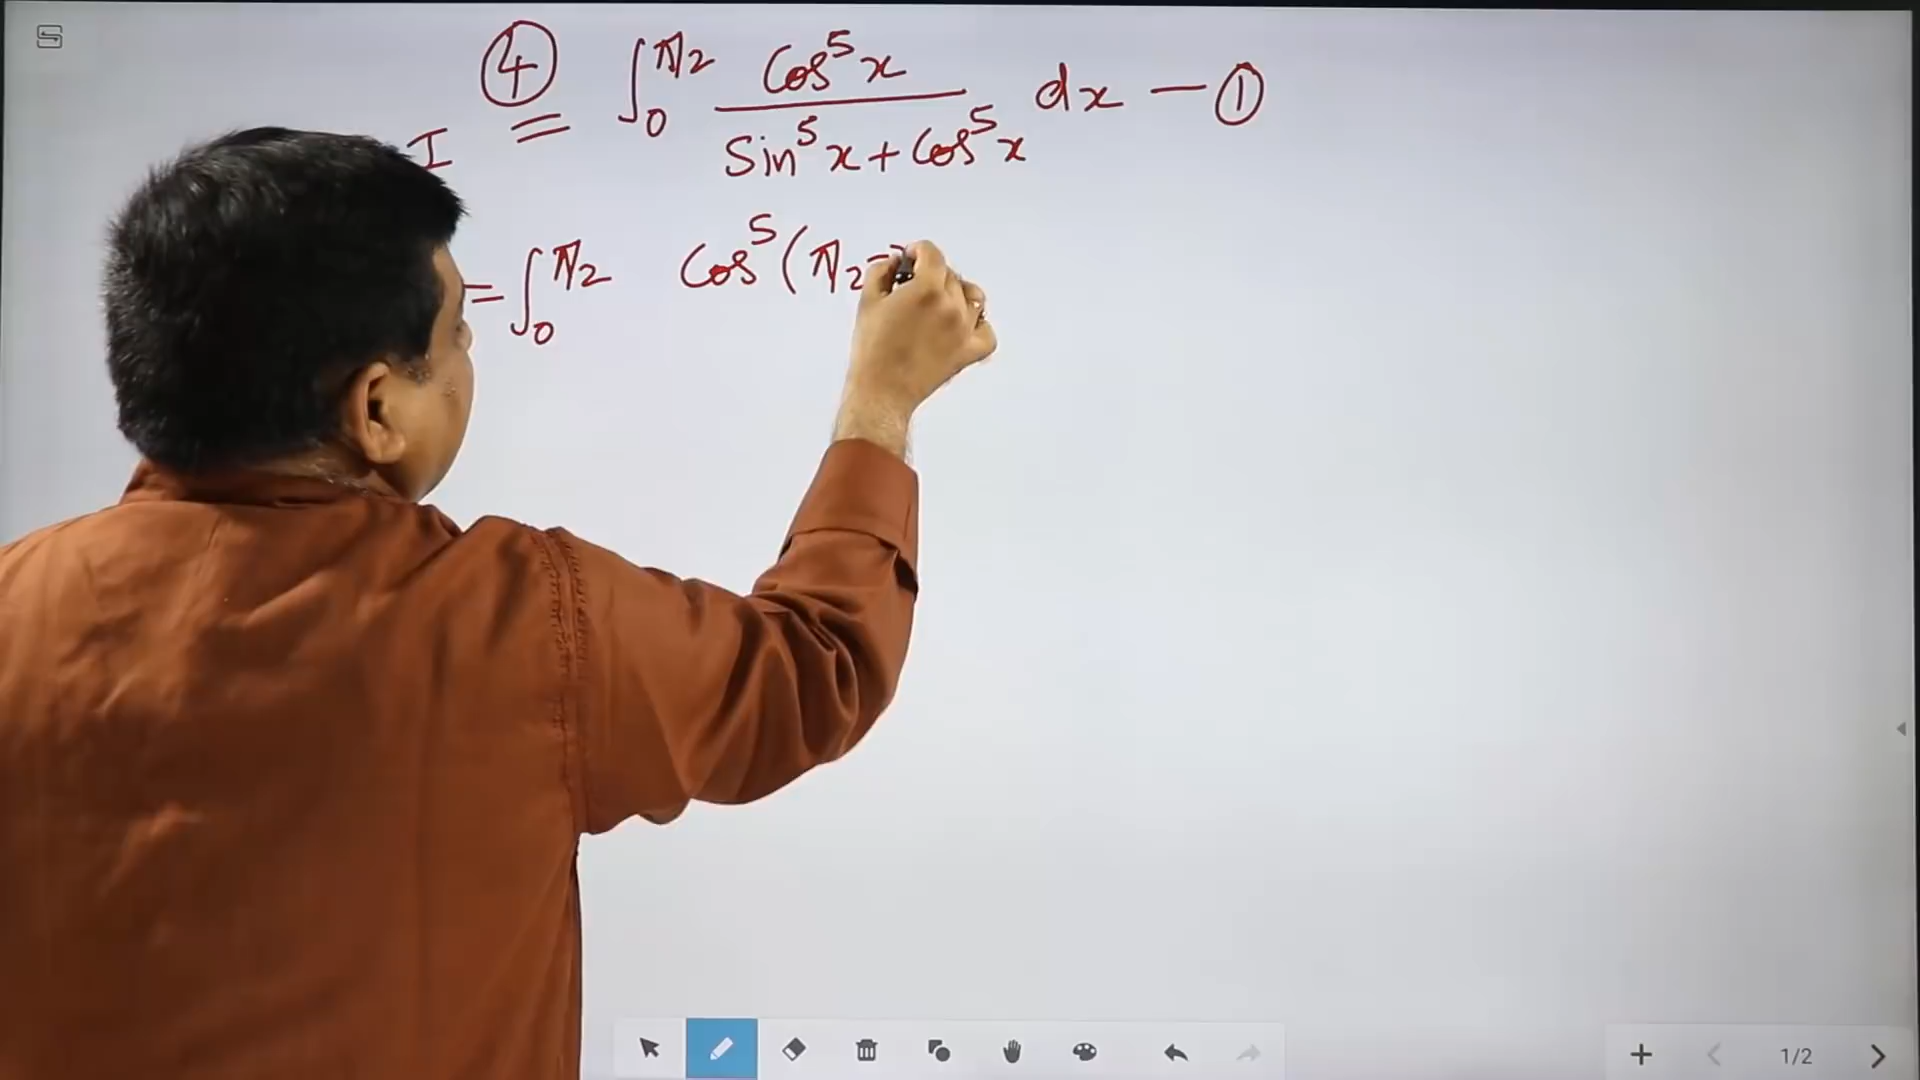 ④ I = ∫₀^π/2 Cos⁵x / (Sin⁵x + Cos⁵x) dx — ①
= ∫₀^π/2 Cos⁵(π/2 -
1/2